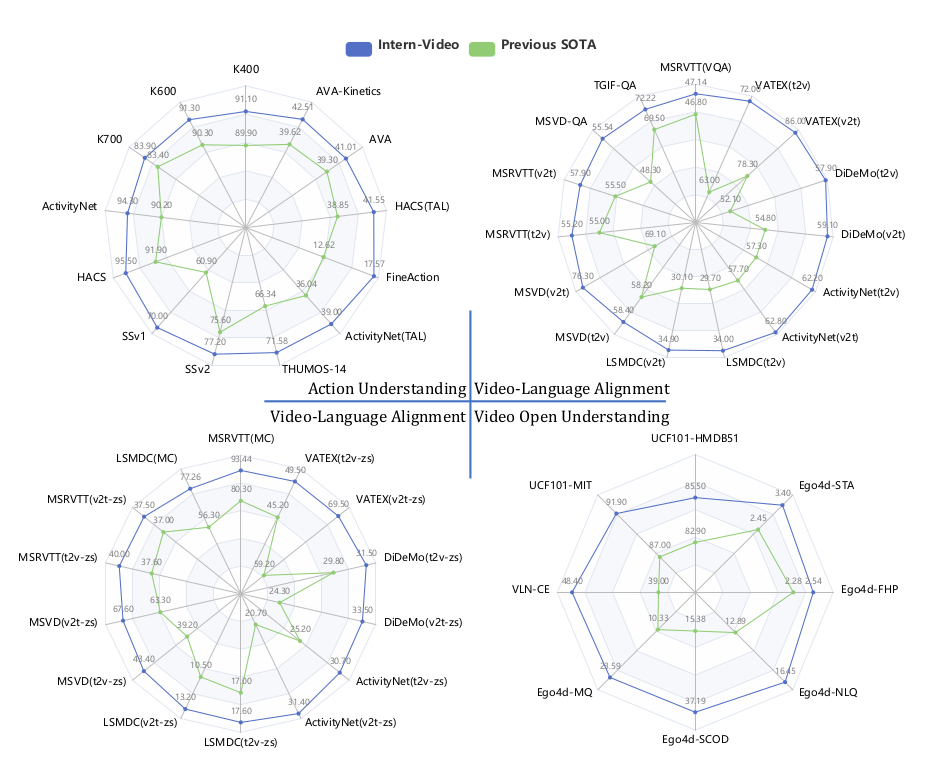 Intern-Video Previous SOTA
K400
K600
AVA-Kinetics
K700
AVA
ActivityNet
HACS(TAL)
HACS
FineAction
SSv1
ActivityNet(TAL)
SSv2
THUMOS-14
91.10
91.30
42.51
89.90
90.30
39.62
83.90
83.40
41.01
39.30
94.30
90.20
41.55
38.85
95.50
91.90
12.62
17.57
60.90
36.04
70.00
39.00
75.60
66.34
77.20
71.58
MSRVTT(VQA)
TGIF-QA
VATEX(t2v)
MSVD-QA
VATEX(v2t)
MSRVTT(v2t)
DiDeMo(t2v)
MSRVTT(t2v)
DiDeMo(v2t)
MSVD(v2t)
ActivityNet(t2v)
MSVD(t2v)
ActivityNet(v2t)
LSMDC(v2t)
LSMDC(t2v)
47.14
72.22
72.00
46.80
69.50
55.54
86.00
48.30
78.30
57.90
57.90
55.50
63.00
52.10
55.20
55.00
54.80
59.10
69.10
57.30
76.30
62.20
58.20
30.10
29.70
57.70
58.40
62.80
34.90
34.00
Action Understanding Video-Language Alignment
Video-Language Alignment Video Open Understanding
MSRVTT(MC)
LSMDC(MC)
VATEX(t2v-zs)
MSRVTT(v2t-zs)
VATEX(v2t-zs)
MSRVTT(t2v-zs)
DiDeMo(t2v-zs)
MSVD(v2t-zs)
DiDeMo(v2t-zs)
MSVD(t2v-zs)
ActivityNet(t2v-zs)
LSMDC(v2t-zs)
ActivityNet(v2t-zs)
LSMDC(t2v-zs)
93.44
77.26
49.50
80.30
37.50
69.50
37.00
56.30
45.20
40.00
37.60
59.20
29.80
31.50
67.60
63.30
24.30
33.50
39.20
20.70
25.20
43.40
30.70
10.50
17.00
13.20
17.60
31.40
UCF101-HMDB51
UCF101-MIT
Ego4d-STA
VLN-CE
Ego4d-FHP
Ego4d-MQ
Ego4d-NLQ
Ego4d-SCOD
85.50
91.90
3.40
82.90
87.00
2.45
48.40
39.00
2.28
2.54
10.33
15.38
12.89
23.59
16.45
37.19